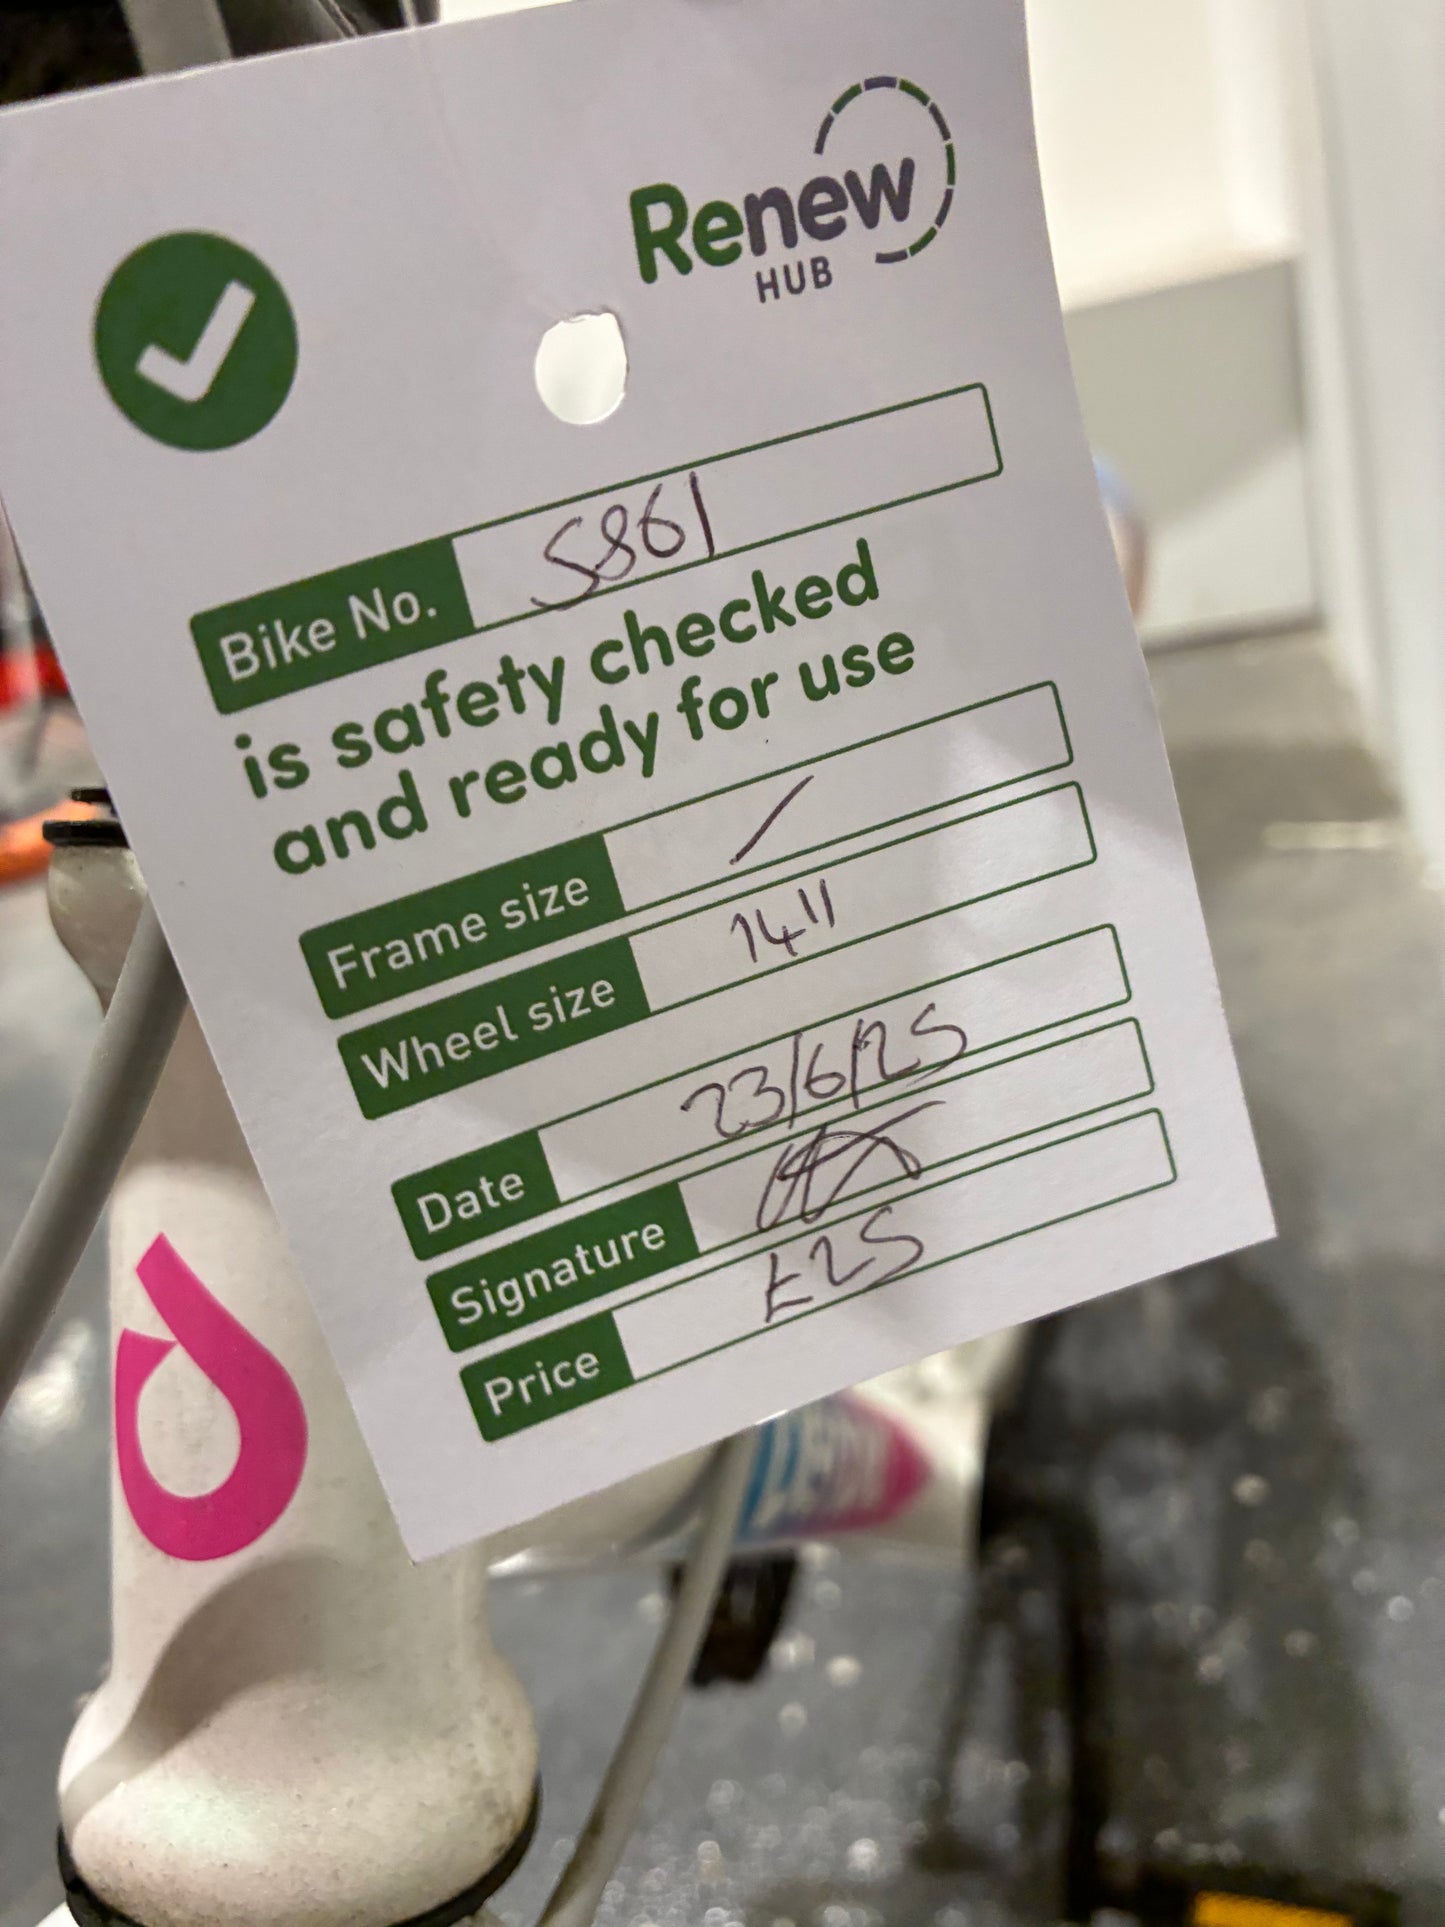 Renew
HUB
Bike No. 5861
is safety checked
and ready for use
Frame size /
Wheel size 14"
Date 23/6/25
Signature
Price £25